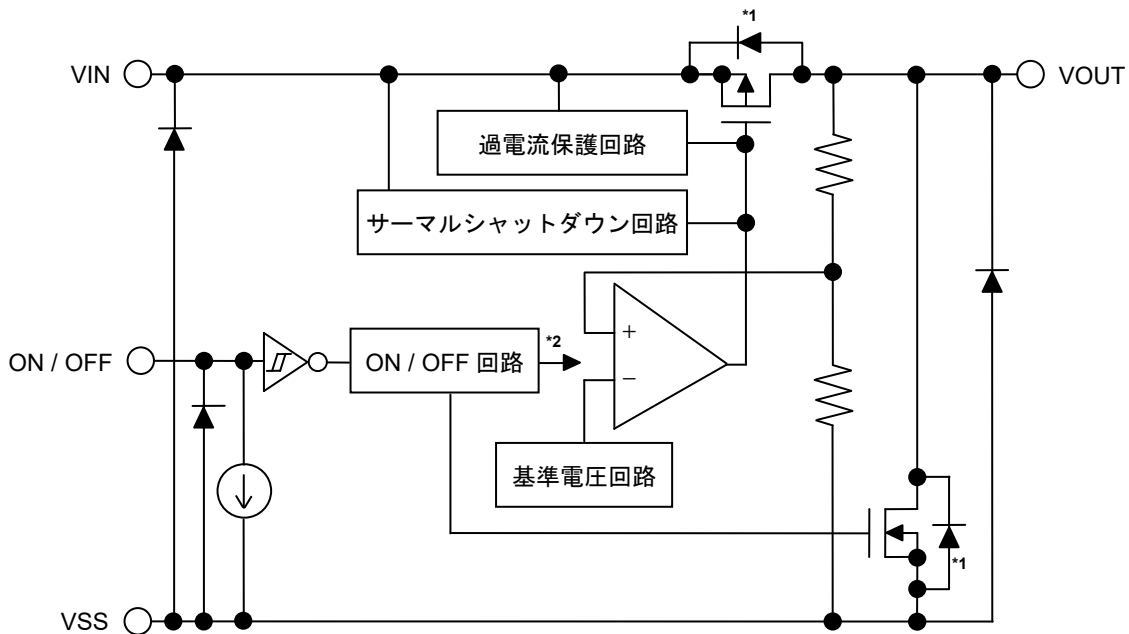 *1
VIN
VOUT
過電流保護回路
サーマルシャットダウン回路
ON / OFF
ON / OFF 回路
*2
+
−
基準電圧回路
*1
VSS